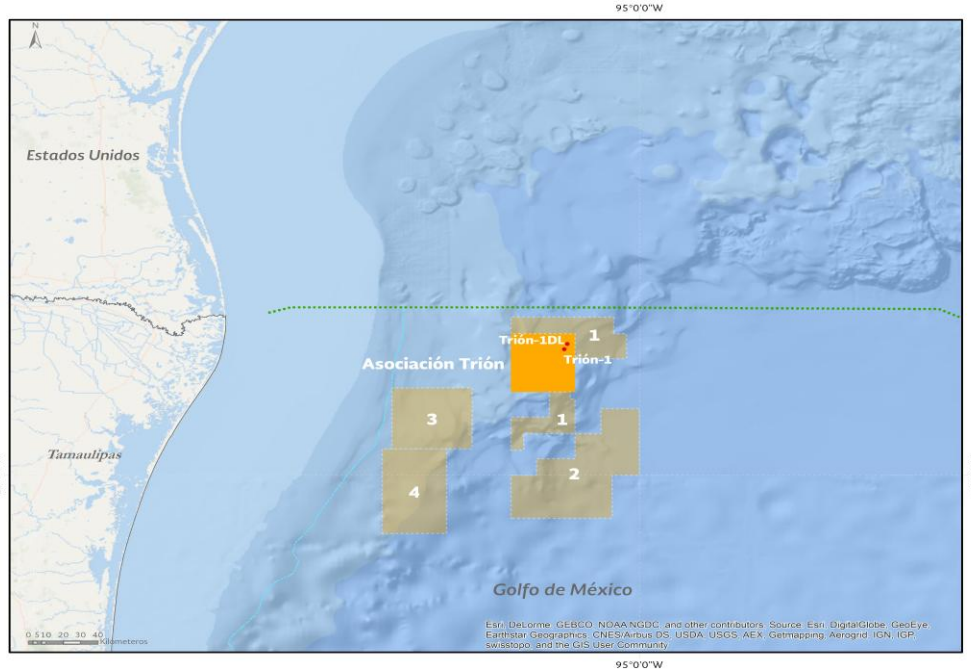 95°0'0"W
N
Estados Unidos
1
Trión-1DL
Trión-1
Asociación Trión
3
1
Tamaulipas
2
4
Golfo de México
0 5 10 20 30 40
Kilometeros
Esri, DeLorme, GEBCO, NOAA NGDC, and other contributors, Source: Esri, DigitalGlobe, GeoEye,
Earthstar Geographics, CNES/Airbus DS, USDA, USGS, AEX, Getmapping, Aerogrid, IGN, IGP,
swisstopo, and the GIS User Community
95°0'0"W